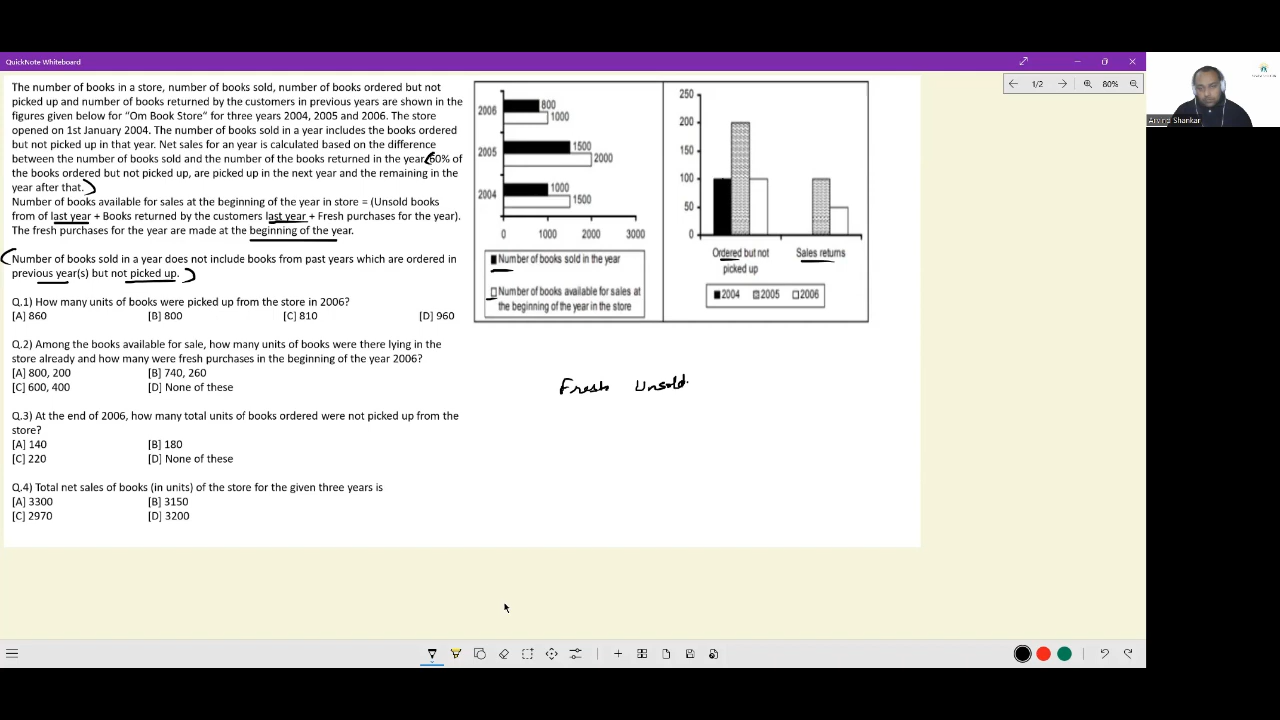 QuickNote Whiteboard
1/2
80%
Arvind Shankar
The number of books in a store, number of books sold, number of books ordered but not
picked up and number of books returned by the customers in previous years are shown in the
figures given below for "Om Book Store" for three years 2004, 2005 and 2006. The store
opened on 1st January 2004. The number of books sold in a year includes the books ordered
but not picked up in that year. Net sales for an year is calculated based on the difference
between the number of books sold and the number of the books returned in the year. 60% of
the books ordered but not picked up, are picked up in the next year and the remaining in the
year after that.
Number of books available for sales at the beginning of the year in store = (Unsold books
from of last year + Books returned by the customers last year + Fresh purchases for the year).
The fresh purchases for the year are made at the beginning of the year.
Number of books sold in a year does not include books from past years which are ordered in
previous year(s) but not picked up.
Q.1) How many units of books were picked up from the store in 2006?
[A] 860 [B] 800 [C] 810 [D] 960
Q.2) Among the books available for sale, how many units of books were there lying in the
store already and how many were fresh purchases in the beginning of the year 2006?
[A] 800, 200 [B] 740, 260
[C] 600, 400 [D] None of these
Q.3) At the end of 2006, how many total units of books ordered were not picked up from the
store?
[A] 140 [B] 180
[C] 220 [D] None of these
Q.4) Total net sales of books (in units) of the store for the given three years is
[A] 3300 [B] 3150
[C] 2970 [D] 3200
2006 800
1000
2005 1500
2000
2004 1000
1500
0 1000 2000 3000
Number of books sold in the year
Number of books available for sales at
the beginning of the year in the store
250
200
150
100
50
0
Ordered but not
picked up
Sales returns
2004 2005 2006
Fresh Unsold.